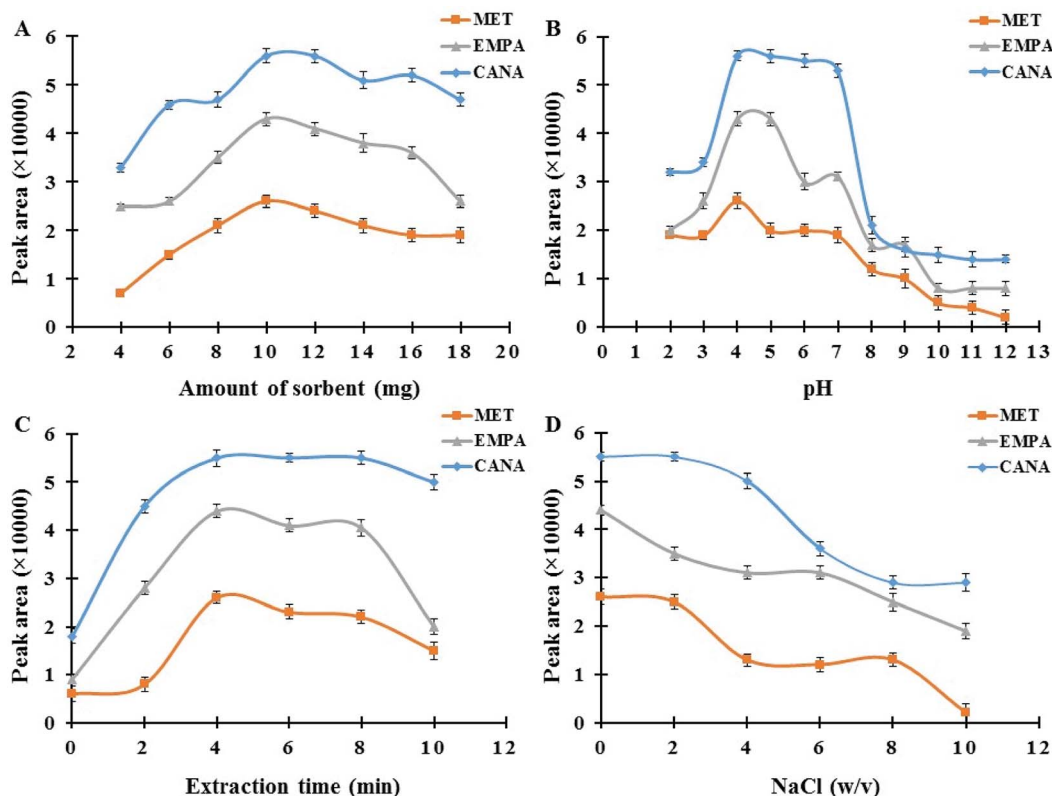 A
MET
EMPA
CANA
Peak area (×10000)
6
5
4
3
2
1
0
2 4 6 8 10 12 14 16 18 20
Amount of sorbent (mg)
B
MET
EMPA
CANA
Peak area (×10000)
6
5
4
3
2
1
0
0 1 2 3 4 5 6 7 8 9 10 11 12 13
pH
C
MET
EMPA
CANA
Peak area (×10000)
6
5
4
3
2
1
0
0 2 4 6 8 10 12
Extraction time (min)
D
MET
EMPA
CANA
Peak area (×10000)
6
5
4
3
2
1
0
0 2 4 6 8 10 12
NaCl (w/v)